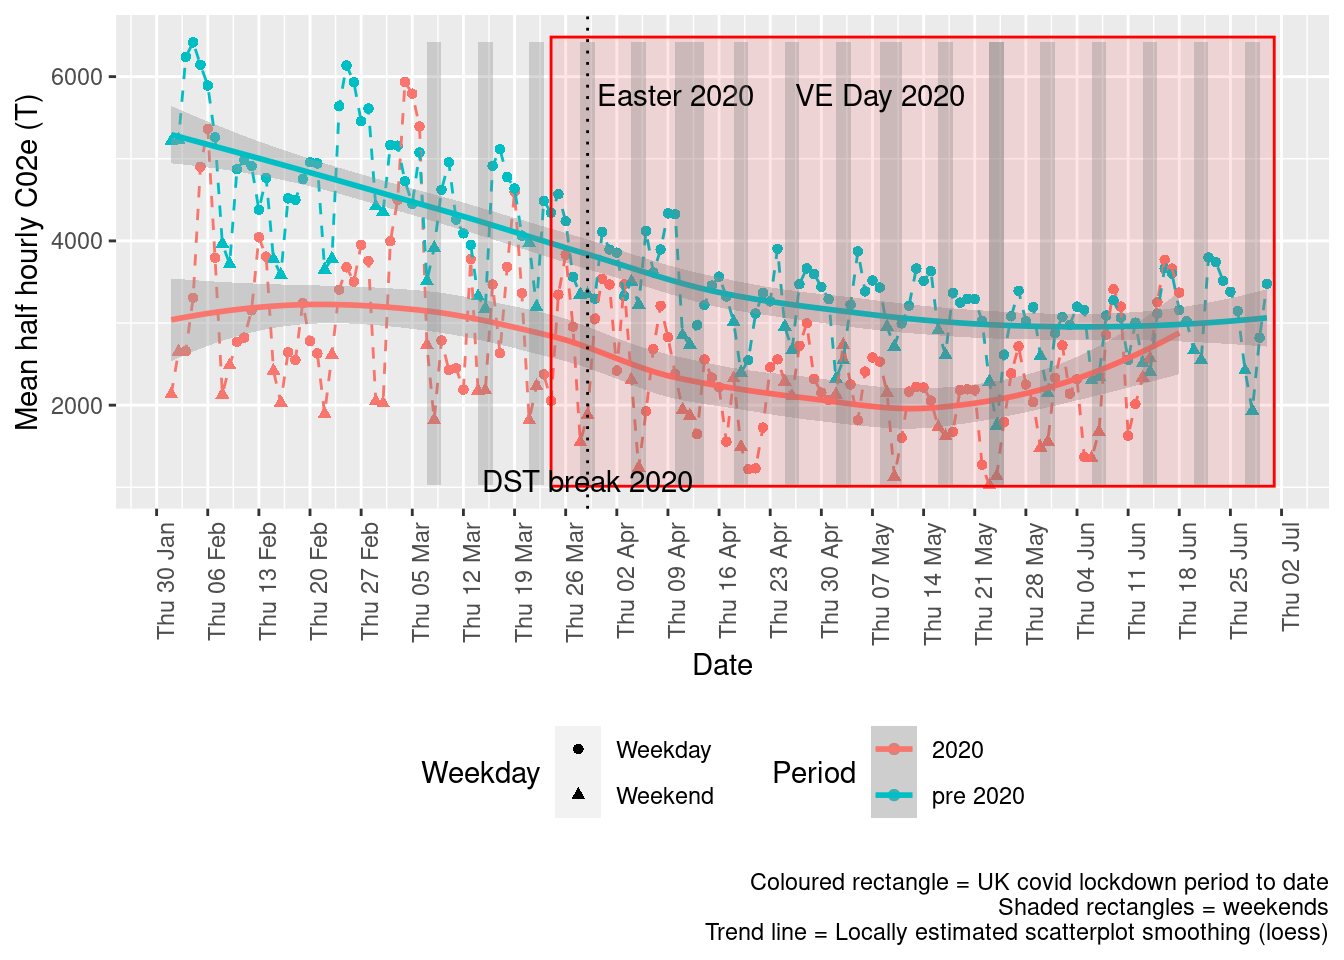 Mean half hourly C02e (T)
6000
4000
2000
Easter 2020
VE Day 2020
DST break 2020
Thu 30 Jan
Thu 06 Feb
Thu 13 Feb
Thu 20 Feb
Thu 27 Feb
Thu 05 Mar
Thu 12 Mar
Thu 19 Mar
Thu 26 Mar
Thu 02 Apr
Thu 09 Apr
Thu 16 Apr
Thu 23 Apr
Thu 30 Apr
Thu 07 May
Thu 14 May
Thu 21 May
Thu 28 May
Thu 04 Jun
Thu 11 Jun
Thu 18 Jun
Thu 25 Jun
Thu 02 Jul
Date
Weekday
Weekday
Weekend
Period
2020
pre 2020
Coloured rectangle = UK covid lockdown period to date
Shaded rectangles = weekends
Trend line = Locally estimated scatterplot smoothing (loess)